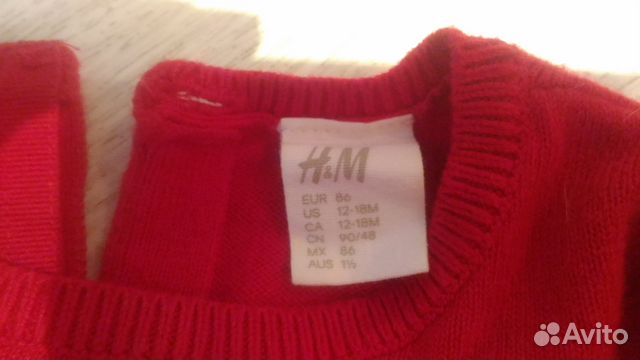 H&M
EUR 86
US 12-18M
CA 12-18M
CN 90/48
MX 86
AUS 1½
Avito